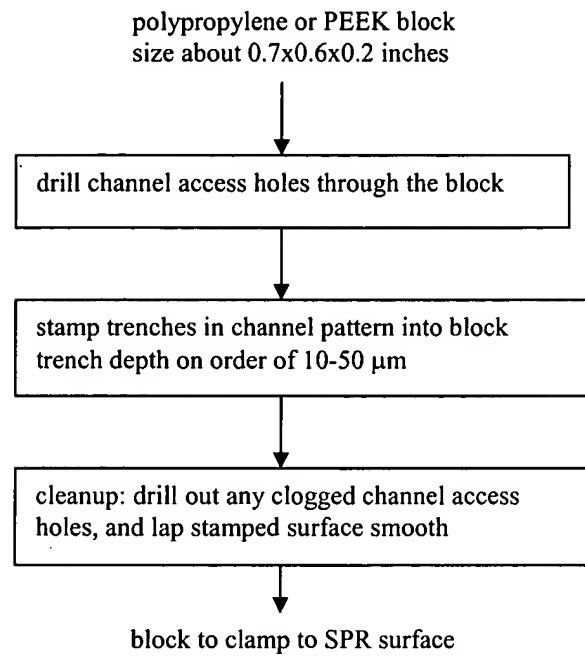 polypropylene or PEEK block
size about 0.7x0.6x0.2 inches
drill channel access holes through the block
stamp trenches in channel pattern into block
trench depth on order of 10-50 μm
cleanup: drill out any clogged channel access
holes, and lap stamped surface smooth
block to clamp to SPR surface